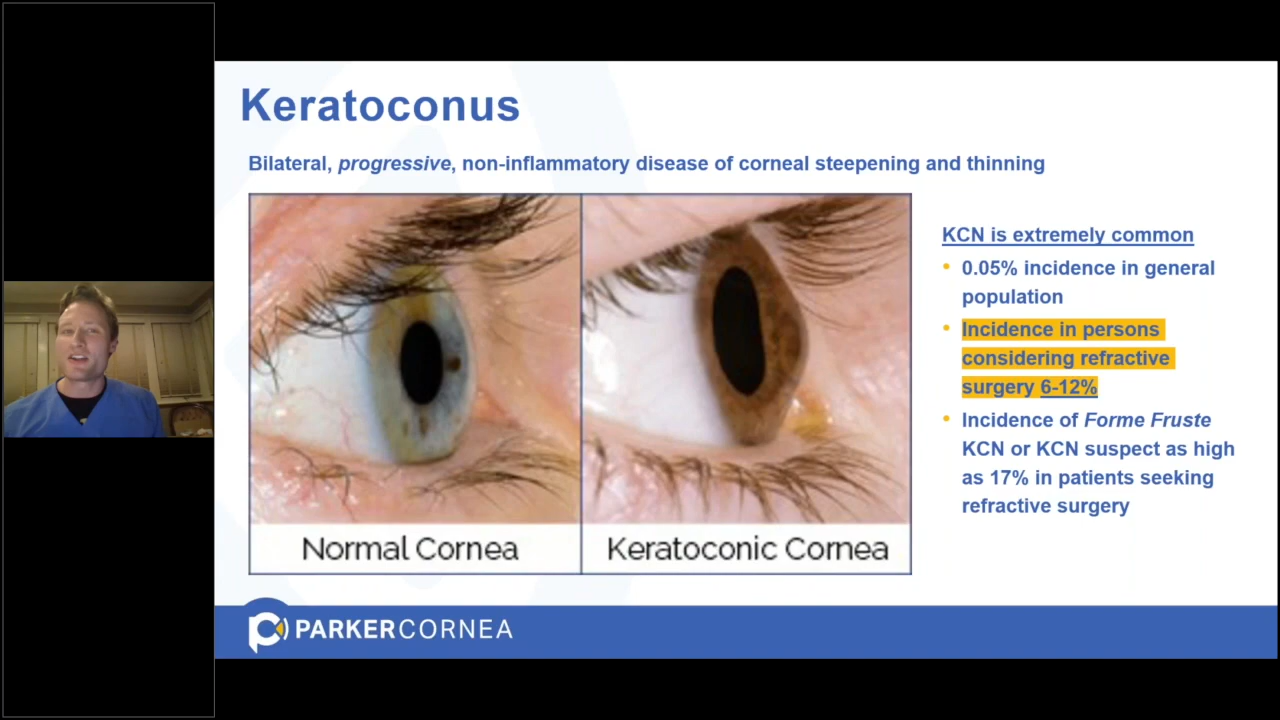 Keratoconus
Bilateral, progressive, non-inflammatory disease of corneal steepening and thinning
Normal Cornea
Keratoconic Cornea
KCN is extremely common
• 0.05% incidence in general
population
• Incidence in persons
considering refractive
surgery 6-12%
• Incidence of Forme Fruste
KCN or KCN suspect as high
as 17% in patients seeking
refractive surgery
PARKERCORNEA